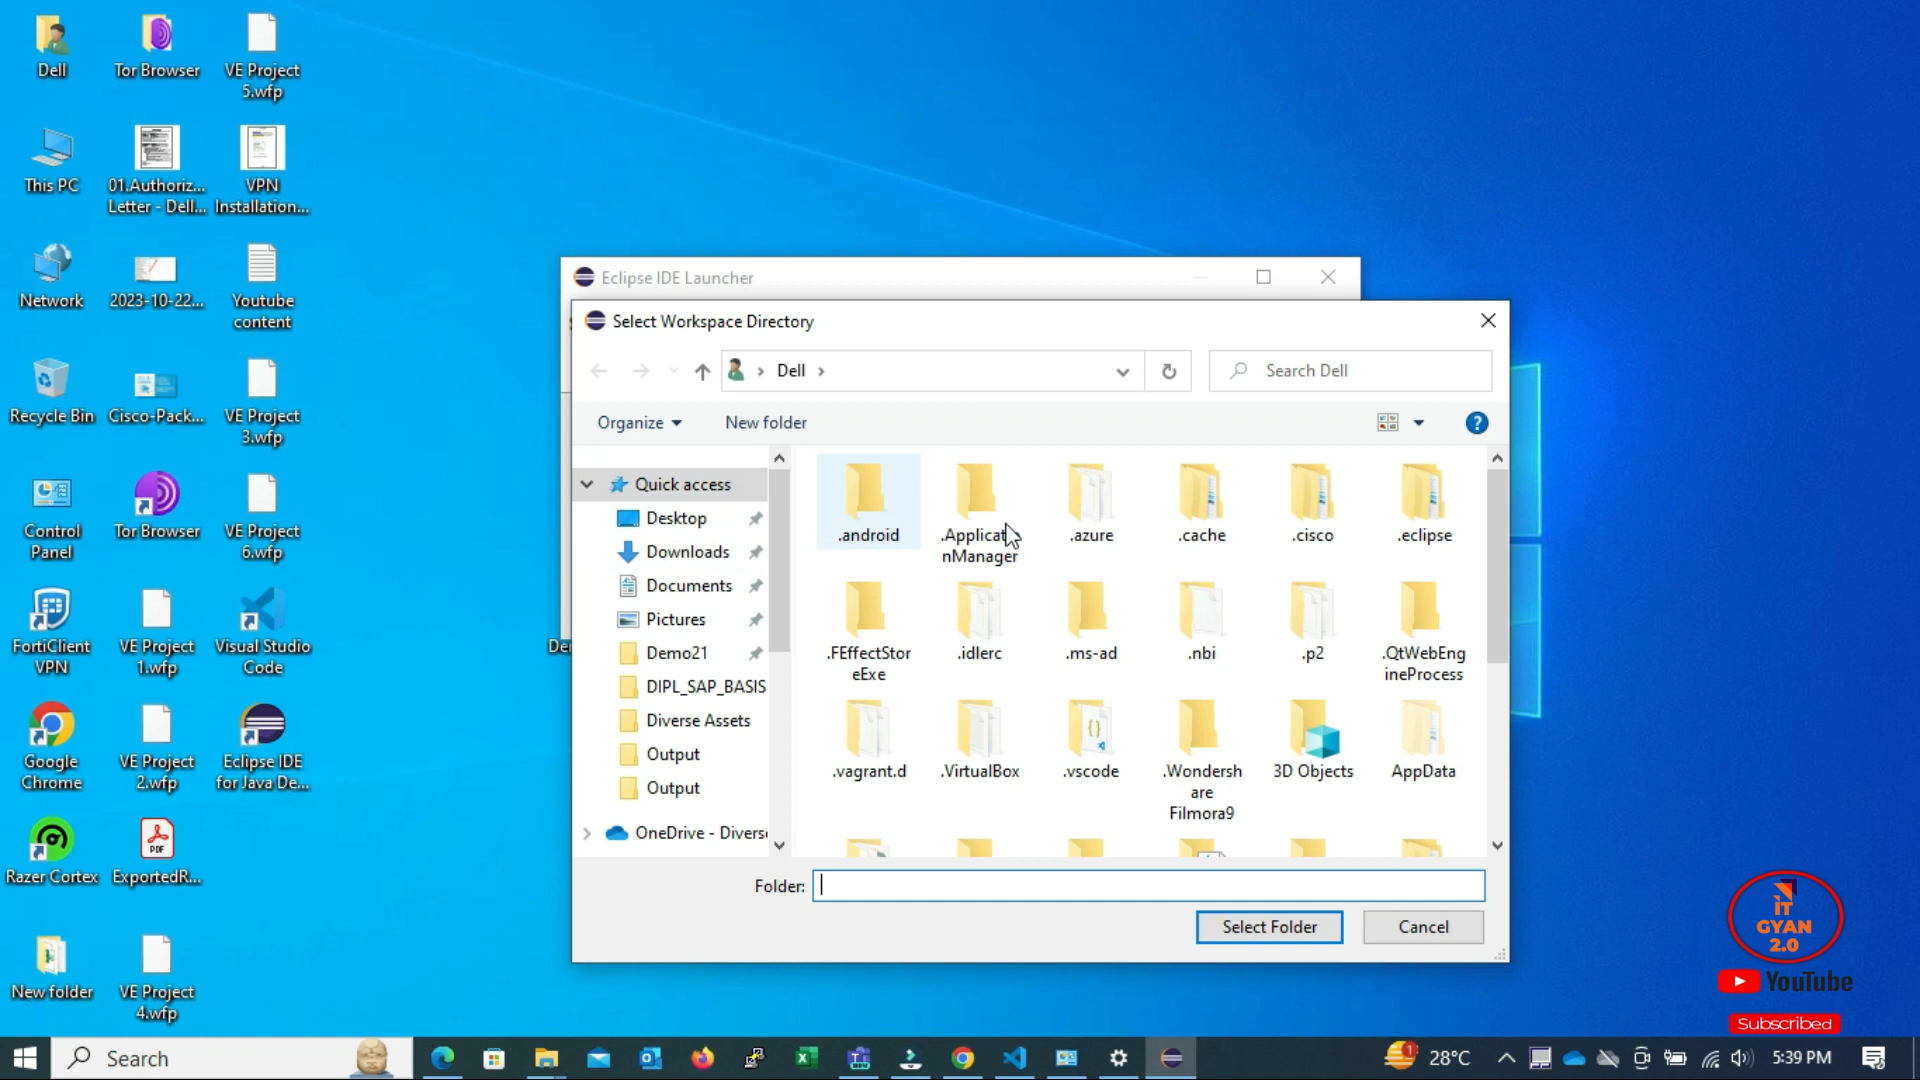 Dell
Tor Browser
VE Project
5.wfp
This PC
01.Authoriz...
Letter - Dell...
VPN
Installation...
Network
2023-10-22...
Youtube
content
Recycle Bin
Cisco-Pack...
VE Project
3.wfp
Control
Panel
Tor Browser
VE Project
6.wfp
FortiClient
VPN
VE Project
1.wfp
Visual Studio
Code
Google
Chrome
VE Project
2.wfp
Eclipse IDE
for Java De...
Razer Cortex
ExportedR...
New folder
VE Project
4.wfp
Eclipse IDE Launcher
Select Workspace Directory
Dell
Search Dell
Organize
New folder
Quick access
Desktop
Downloads
Documents
Pictures
Demo21
DIPL_SAP_BASIS
Diverse Assets
Output
Output
OneDrive - Divers
.android
.azure
.cache
.cisco
.eclipse
nManager
.FEffectStor
eExe
.idlerc
.ms-ad
.nbi
.p2
.QtWebEng
ineProcess
.vagrant.d
.VirtualBox
.vscode
.Wondersh
are
Filmora9
3D Objects
AppData
Folder:
Select Folder
Cancel
iT
GYAN
2.0
YouTube
Subscribed
Search
28°C
5:39 PM